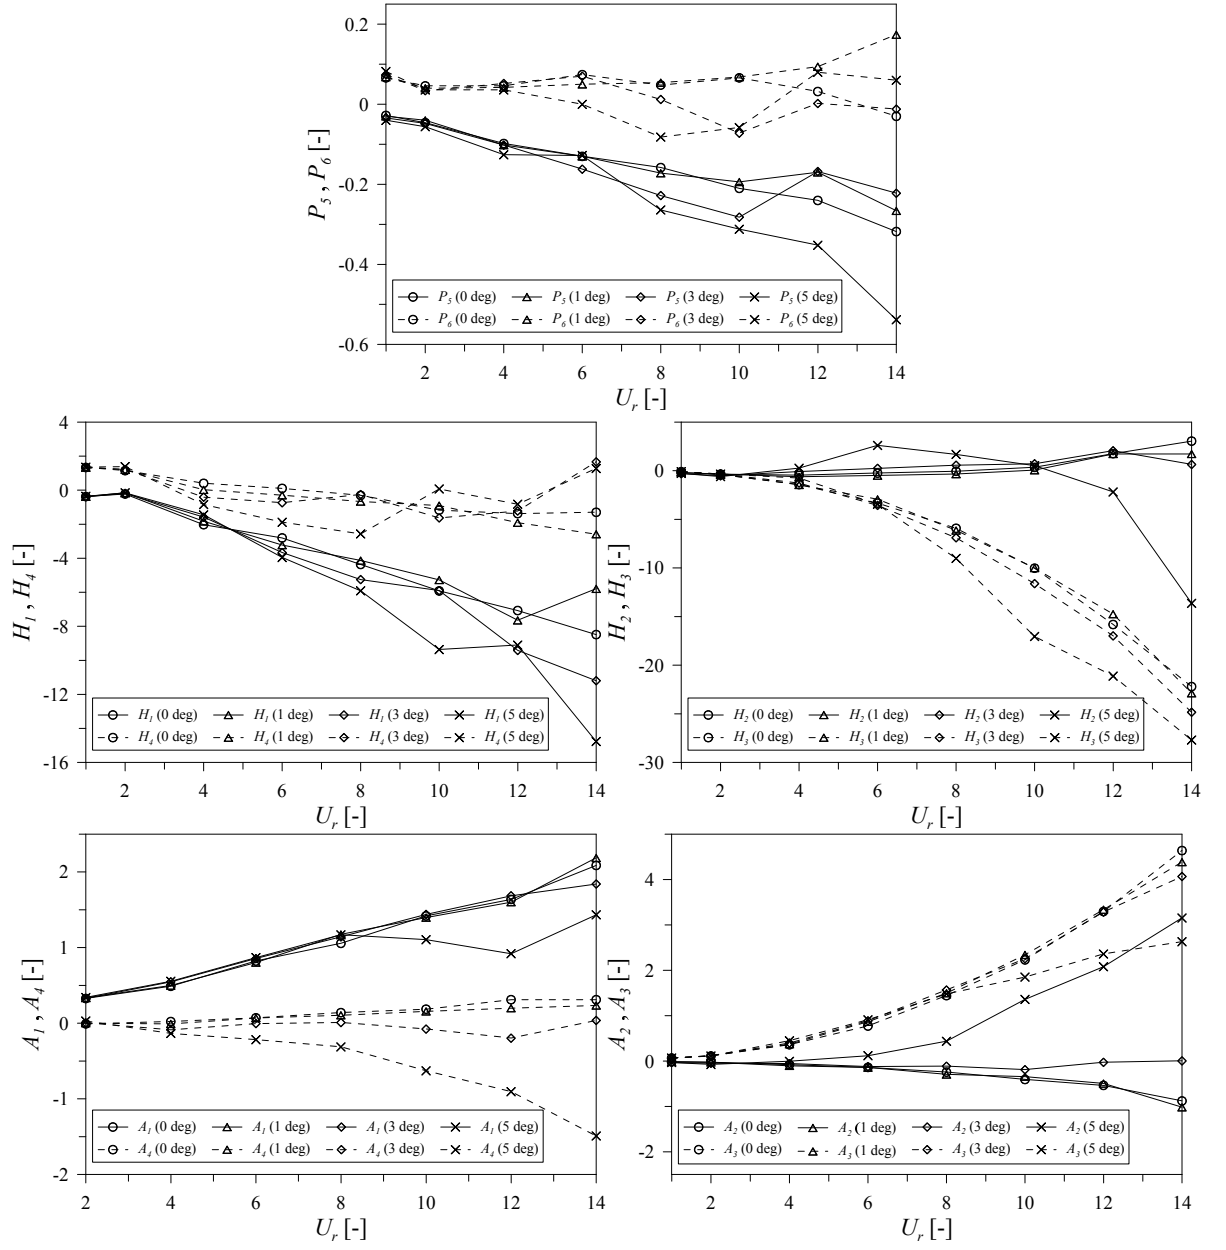 0.2
0
-0.2
-0.4
-0.6
P5 , P6 [-]
P5 (0 deg) P5 (1 deg) P5 (3 deg) P5 (5 deg)
P6 (0 deg) P6 (1 deg) P6 (3 deg) P6 (5 deg)
2 4 6 8 10 12 14
Ur [-]
4
0
-4
-8
-12
-16
H1 , H4 [-]
H1 (0 deg) H1 (1 deg) H1 (3 deg) H1 (5 deg)
H4 (0 deg) H4 (1 deg) H4 (3 deg) H4 (5 deg)
2 4 6 8 10 12 14
Ur [-]
0
-10
-20
-30
H2 , H3 [-]
H2 (0 deg) H2 (1 deg) H2 (3 deg) H2 (5 deg)
H3 (0 deg) H3 (1 deg) H3 (3 deg) H3 (5 deg)
2 4 6 8 10 12 14
Ur [-]
2
1
0
-1
-2
A1 , A4 [-]
A1 (0 deg) A1 (1 deg) A1 (3 deg) A1 (5 deg)
A4 (0 deg) A4 (1 deg) A4 (3 deg) A4 (5 deg)
2 4 6 8 10 12 14
Ur [-]
4
2
0
-2
A2 , A3 [-]
A2 (0 deg) A2 (1 deg) A2 (3 deg) A2 (5 deg)
A3 (0 deg) A3 (1 deg) A3 (3 deg) A3 (5 deg)
2 4 6 8 10 12 14
Ur [-]